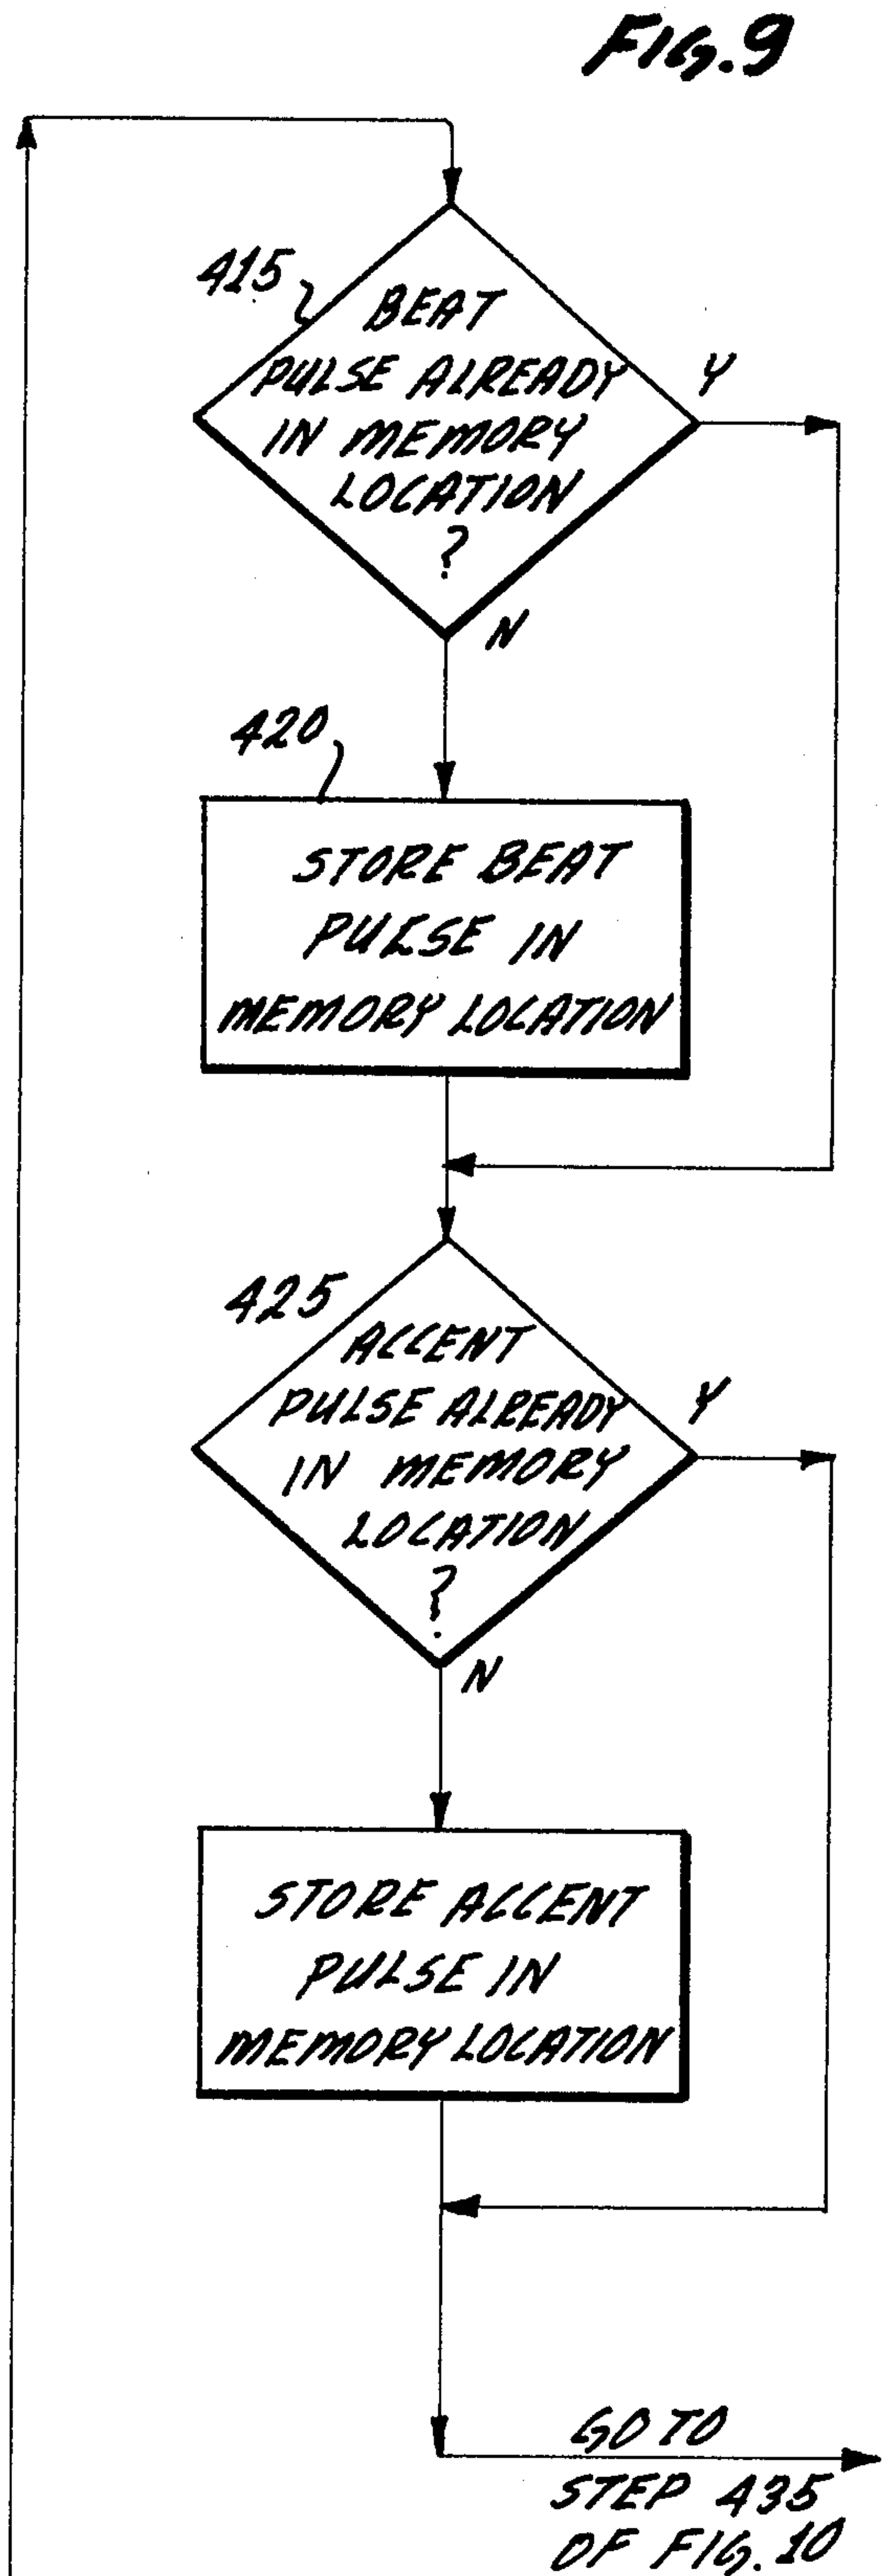 FIG. 9
415
BEAT
PULSE ALREADY
IN MEMORY
LOCATION
?
Y
N
420
STORE BEAT
PULSE IN
MEMORY LOCATION
425
ACCENT
PULSE ALREADY
IN MEMORY
LOCATION
?
Y
N
STORE ACCENT
PULSE IN
MEMORY LOCATION
GO TO
STEP 435
OF FIG. 10